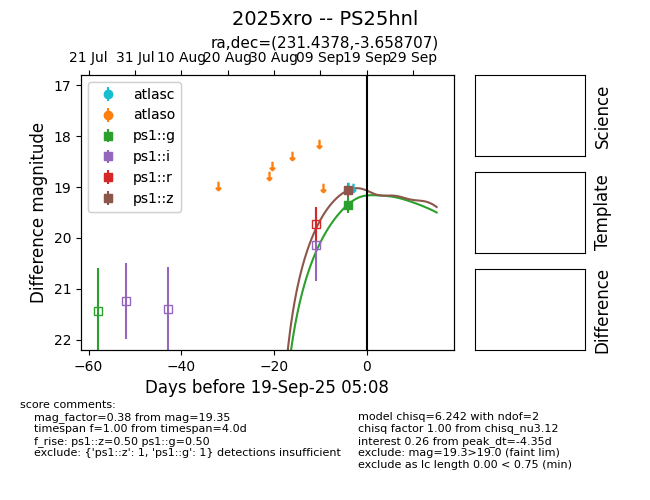 2025xro -- PS25hnl
ra,dec=(231.4378,-3.658707)
21 Jul 31 Jul 10 Aug 20 Aug 30 Aug 09 Sep 19 Sep 29 Sep
17
18
19
20
21
22
Difference magnitude
atlasc
atlaso
ps1::g
ps1::i
ps1::r
ps1::z
−60 −40 −20 0
Days before 19-Sep-25 05:08
Science
Template
Difference
score comments:
mag_factor=0.38 from mag=19.35
timespan f=1.00 from timespan=4.0d
f_rise: ps1::z=0.50 ps1::g=0.50
exclude: {'ps1::z': 1, 'ps1::g': 1} detections insufficient
model chisq=6.242 with ndof=2
chisq factor 1.00 from chisq_nu3.12
interest 0.26 from peak_dt=-4.35d
exclude: mag=19.3>19.0 (faint lim)
exclude as lc length 0.00 < 0.75 (min)